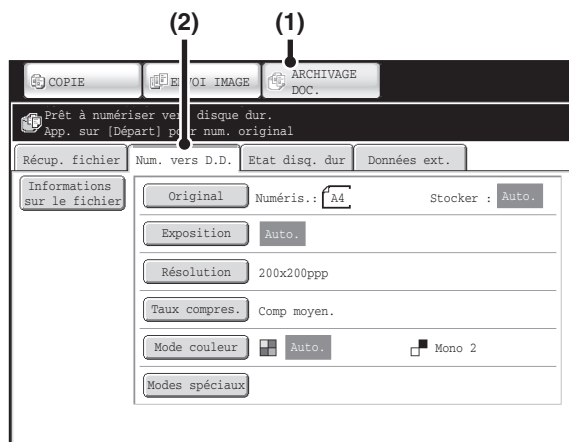 (2) (1)
COPIE
ENVOI IMAGE
ARCHIVAGE
DOC.
Prêt à numériser vers disque dur.
App. sur [Départ] pour num. original
Récup. fichier
Num. vers D.D.
Etat disq. dur
Données ext.
Informations
sur le fichier
Original Numéris.: A4 Stocker : Auto.
Exposition Auto.
Résolution 200x200ppp
Taux compres. Comp moyen.
Mode couleur Auto. Mono 2
Modes spéciaux